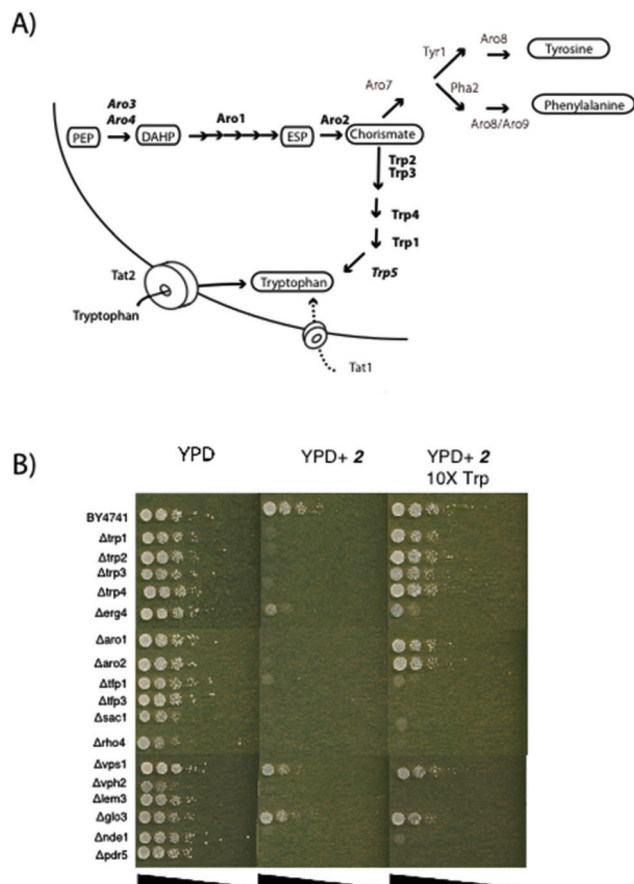 A)
Aro8
Tyr1
Tyrosine
Aro7
Pha2
Phenylalanine
Aro8/Aro9
Aro3
Aro4
Aro1
Aro2
PEP
DAHP
ESP
Chorismate
Trp2
Trp3
Trp4
Trp1
Trp5
Tat2
Tryptophan
Tryptophan
Tat1
B)
YPD
YPD+ 2
YPD+ 2
10X Trp
BY4741
Δtrp1
Δtrp2
Δtrp3
Δtrp4
Δerg4
Δaro1
Δaro2
Δtfp1
Δtfp3
Δsac1
Δrho4
Δvps1
Δvph2
Δlem3
Δglo3
Δnde1
Δpdr5